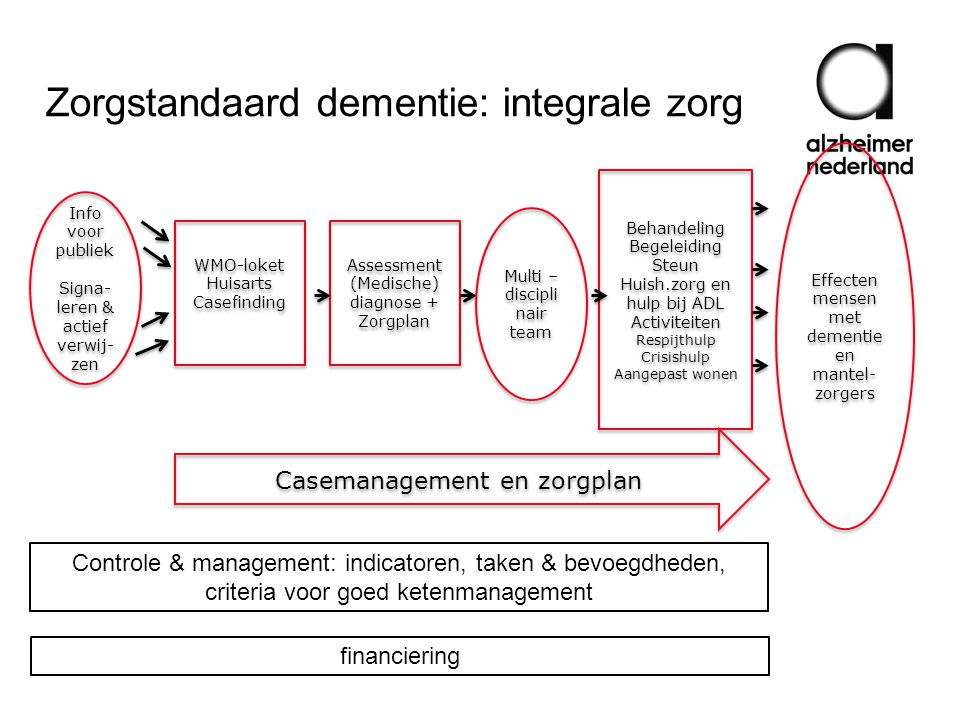 Zorgstandaard dementie: integrale zorg
alzheimer
nederland
Info
voor
publiek
Signa-
leren &
actief
verwij-
zen
WMO-loket
Huisarts
Casefinding
Assessment
(Medische)
diagnose +
Zorgplan
Multi –
discipli
nair
team
Behandeling
Begeleiding
Steun
Huish.zorg en
hulp bij ADL
Activiteiten
Respijthulp
Crisishulp
Aangepast wonen
Effecten
mensen
met
dementie
en
mantel-
zorgers
Casemanagement en zorgplan
Controle & management: indicatoren, taken & bevoegdheden,
criteria voor goed ketenmanagement
financiering